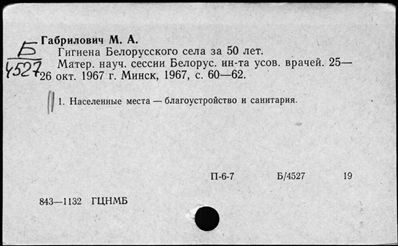 Габрилович М. А.
Б
4527
Гигиена Белорусского села за 50 лет.
Матер. науч. сессии Белорус. ин-та усов. врачей. 25—
26 окт. 1967 г. Минск, 1967, с. 60—62.
1. Населенные места — благоустройство и санитария.
П-6-7 Б/4527 19
843—1132 ГЦНМБ